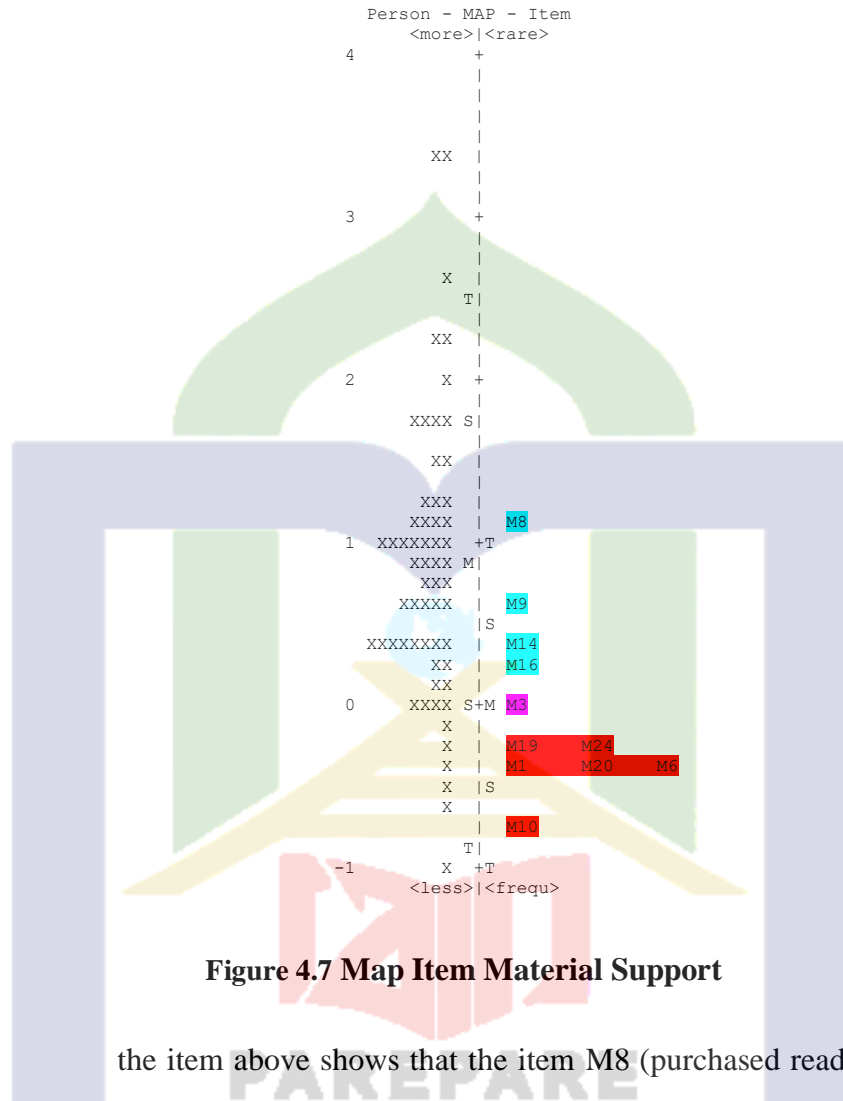 Person - MAP - Item
<more>|<rare>
4 +
|
|
|
|
XX |
|
|
3 +
|
|
X |
T|
|
XX |
|
2 X +
|
XXXX S|
|
XX |
|
XXX |
XXXX | M8
1 XXXXXXX +T
XXXX M|
XXX |
XXXXX | M9
|S
XXXXXXXX | M14
XX | M16
XX |
0 XXXX S+M M3
X |
X | M19 M24
X | M1 M20 M6
X |S
X |
| M10
T|
-1 X +T
<less>|<frequ>
Figure 4.7 Map Item Material Support
the item above shows that the item M8 (purchased read
PAREPARE